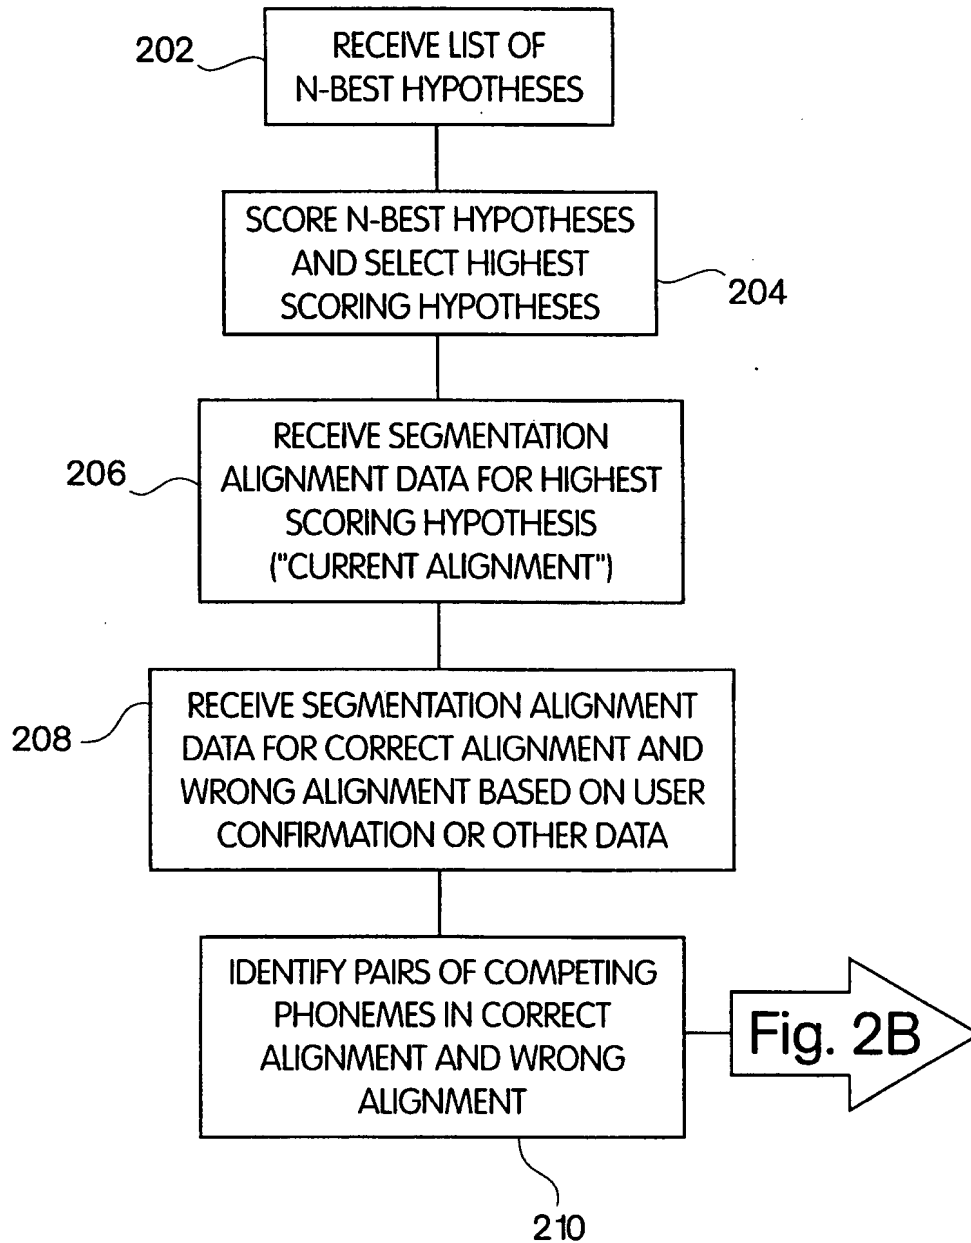 202
RECEIVE LIST OF
N-BEST HYPOTHESES
SCORE N-BEST HYPOTHESES
AND SELECT HIGHEST
SCORING HYPOTHESES
204
206
RECEIVE SEGMENTATION
ALIGNMENT DATA FOR HIGHEST
SCORING HYPOTHESIS
("CURRENT ALIGNMENT")
208
RECEIVE SEGMENTATION ALIGNMENT
DATA FOR CORRECT ALIGNMENT AND
WRONG ALIGNMENT BASED ON USER
CONFIRMATION OR OTHER DATA
IDENTIFY PAIRS OF COMPETING
PHONEMES IN CORRECT
ALIGNMENT AND WRONG
ALIGNMENT
Fig. 2B
210